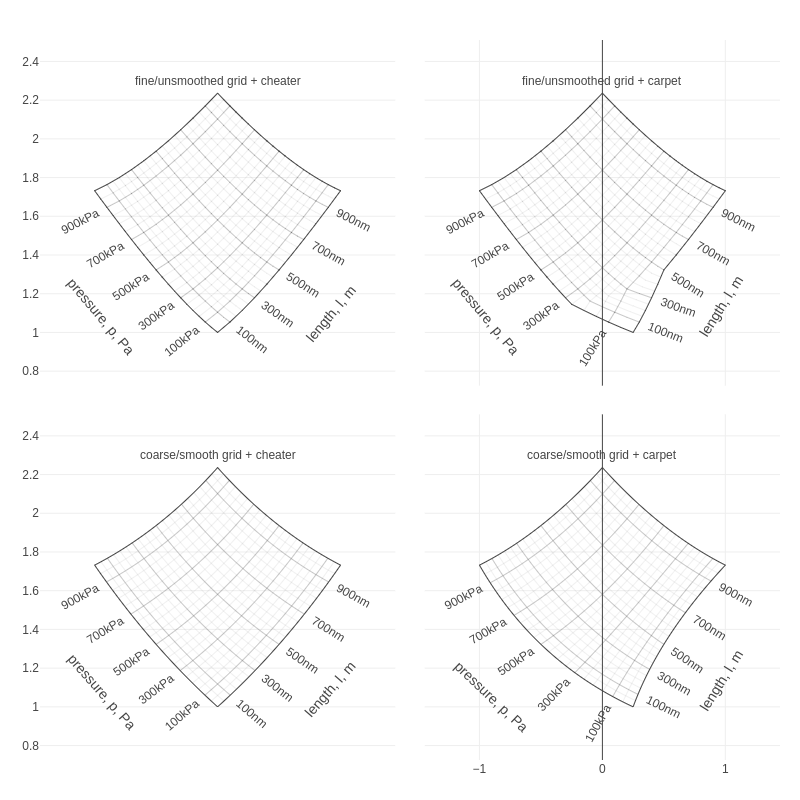 2.4
2.2
2
1.8
1.6
1.4
1.2
1
0.8
fine/unsmoothed grid + cheater
900kPa
700kPa
500kPa
300kPa
100kPa
pressure, p, Pa
900nm
700nm
500nm
300nm
100nm
length, l, m
fine/unsmoothed grid + carpet
900kPa
700kPa
500kPa
300kPa
100kPa
pressure, p, Pa
900nm
700nm
500nm
300nm
100nm
length, l, m
2.4
2.2
2
1.8
1.6
1.4
1.2
1
0.8
coarse/smooth grid + cheater
900kPa
700kPa
500kPa
300kPa
100kPa
pressure, p, Pa
900nm
700nm
500nm
300nm
100nm
length, l, m
coarse/smooth grid + carpet
900kPa
700kPa
500kPa
300kPa
100kPa
pressure, p, Pa
900nm
700nm
500nm
300nm
100nm
length, l, m
−1
0
1